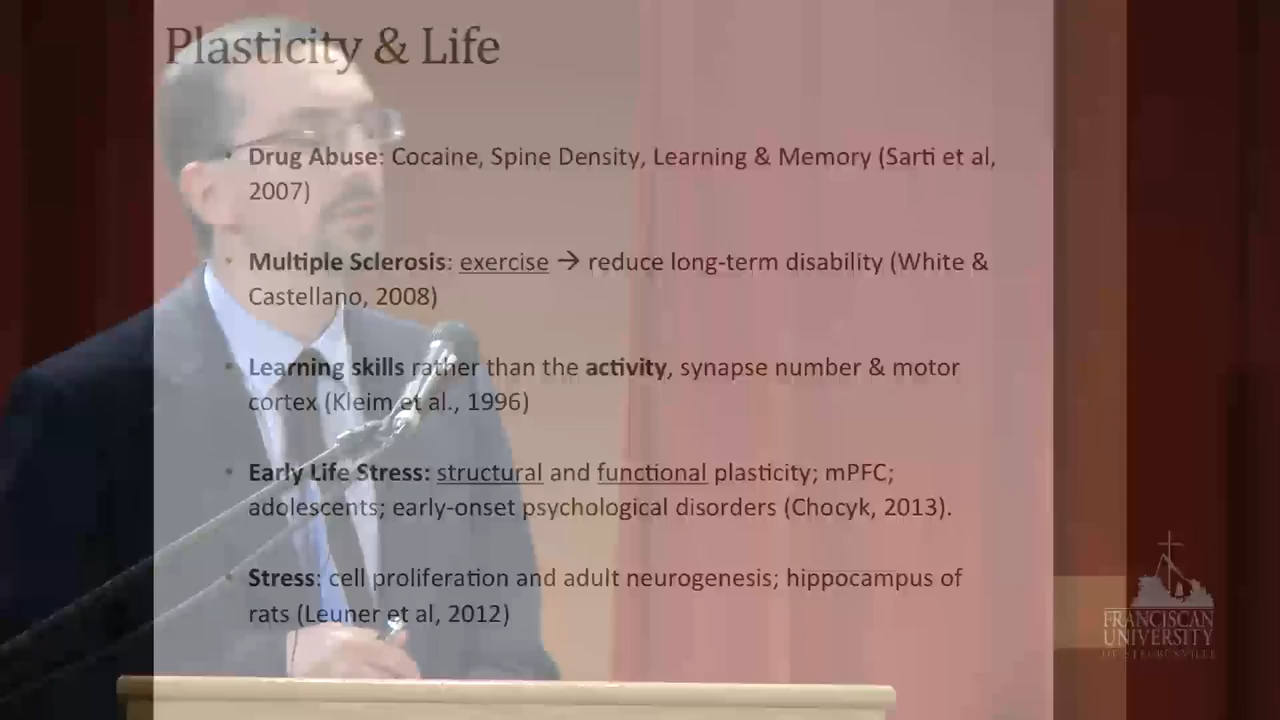 Plasticity & Life
• Drug Abuse: Cocaine, Spine Density, Learning & Memory (Sarti et al,
2007)
• Multiple Sclerosis: exercise → reduce long-term disability (White &
Castellano, 2008)
• Learning skills rather than the activity, synapse number & motor
cortex (Kleim et al., 1996)
• Early Life Stress: structural and functional plasticity; mPFC;
adolescents; early-onset psychological disorders (Chocyk, 2013).
• Stress: cell proliferation and adult neurogenesis; hippocampus of
rats (Leuner et al, 2012)
FRANCISCAN
UNIVERSITY
OF STEUBENVILLE